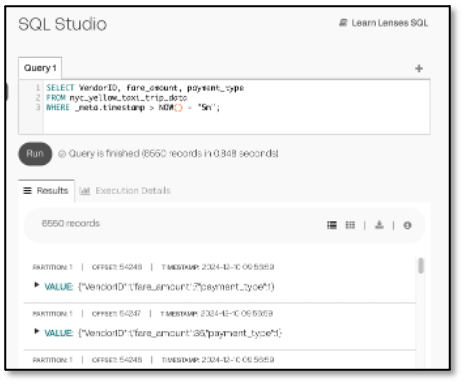 SQL Studio
Learn Lenses SQL
Query 1
+
1 SELECT VendorID, fare_amount, payment_type
2 FROM nyc_yellow_taxi_trip_data
3 WHERE _meta.timestamp > NOW() - "5m";
Run
Query is finished (6550 records in 0.848 seconds)
Results
Execution Details
6550 records
PARTITION: 1 | OFFSET: 54246 | TIMESTAMP: 2024-12-10 09:56:59
VALUE: {"VendorID":1,"fare_amount":7,"payment_type":1}
PARTITION: 1 | OFFSET: 54247 | TIMESTAMP: 2024-12-10 09:56:59
VALUE: {"VendorID":1,"fare_amount":36,"payment_type":1}
PARTITION: 1 | OFFSET: 54248 | TIMESTAMP: 2024-12-10 09:56:59